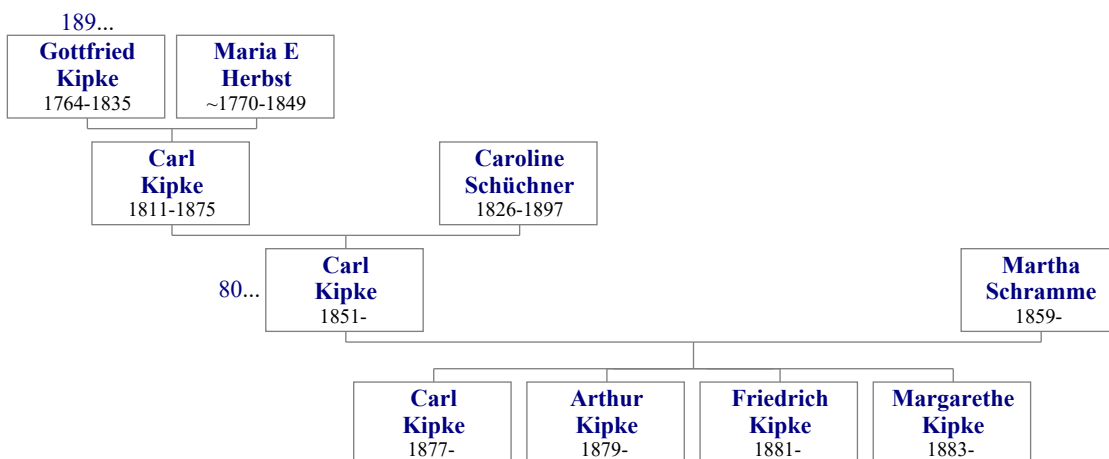 189...
Gottfried
Kipke
1764-1835
Maria E
Herbst
~1770-1849
Carl
Kipke
1811-1875
Caroline
Schüchner
1826-1897
80...
Carl
Kipke
1851-
Martha
Schramme
1859-
Carl
Kipke
1877-
Arthur
Kipke
1879-
Friedrich
Kipke
1881-
Margarethe
Kipke
1883-